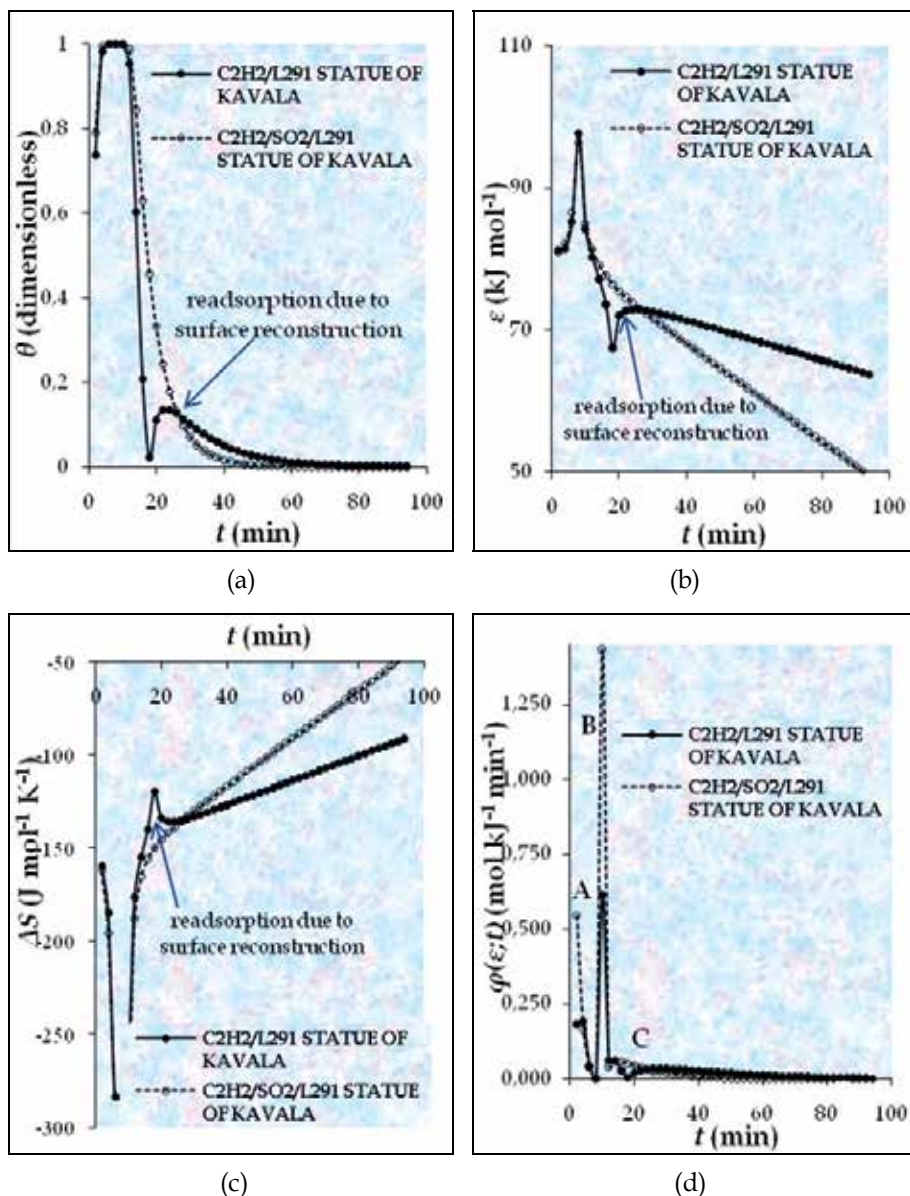 1
0.8
0.6
0.4
0.2
0
θ (dimensionless)
C2H2/L291 STATUE OF
KAVALA
C2H2/SO2/L291
STATUE OF KAVALA
readsorption due to
surface reconstruction
0 20 40 60 80 100
t (min)
(a)
110
90
70
50
ε (kJ mol⁻¹)
C2H2/L291 STATUE
OF KAVALA
C2H2/SO2/L291
STATUE OF KAVALA
readsorption due to
surface reconstruction
0 20 40 60 80 100
t (min)
(b)
t (min)
0 20 40 60 80 100
-50
-100
-150
-200
-250
-300
ΔS (J mpl⁻¹ K⁻¹)
readsorption due to
surface reconstruction
C2H2/L291 STATUE OF
KAVALA
C2H2/SO2/L291 STATUE
OF KAVALA
(c)
1.250
1.000
0.750
0.500
0.250
0.000
φ(ε;t) (mol kJ⁻¹ min⁻¹)
A
B
C
C2H2/L291 STATUE
OF KAVALA
C2H2/SO2/L291
STATUE OF KAVALA
0 20 40 60 80 100
t (min)
(d)